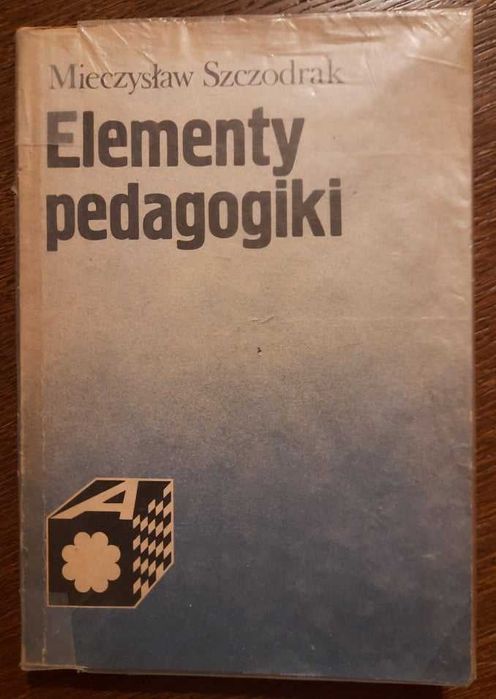 Mieczysław Szczodrak
Elementy
pedagogiki
A